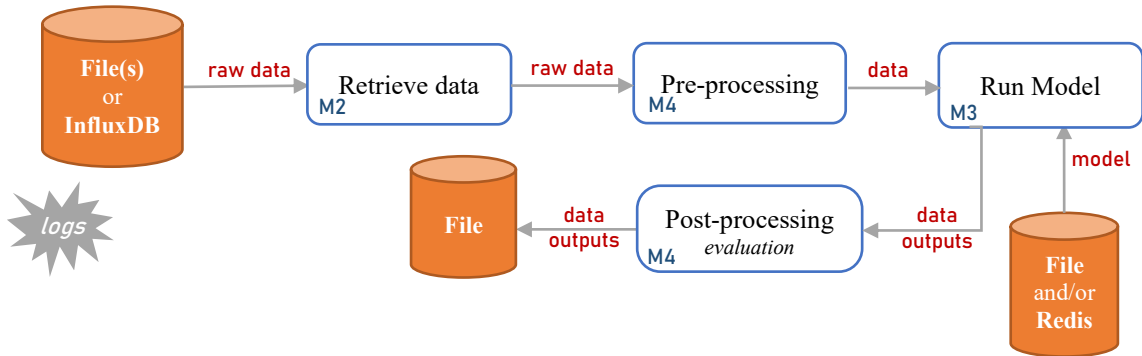 File(s)
or
InfluxDB
raw data
Retrieve data
M2
raw data
Pre-processing
M4
data
Run Model
M3
model
logs
File
data
outputs
Post-processing
evaluation
M4
data
outputs
File
and/or
Redis